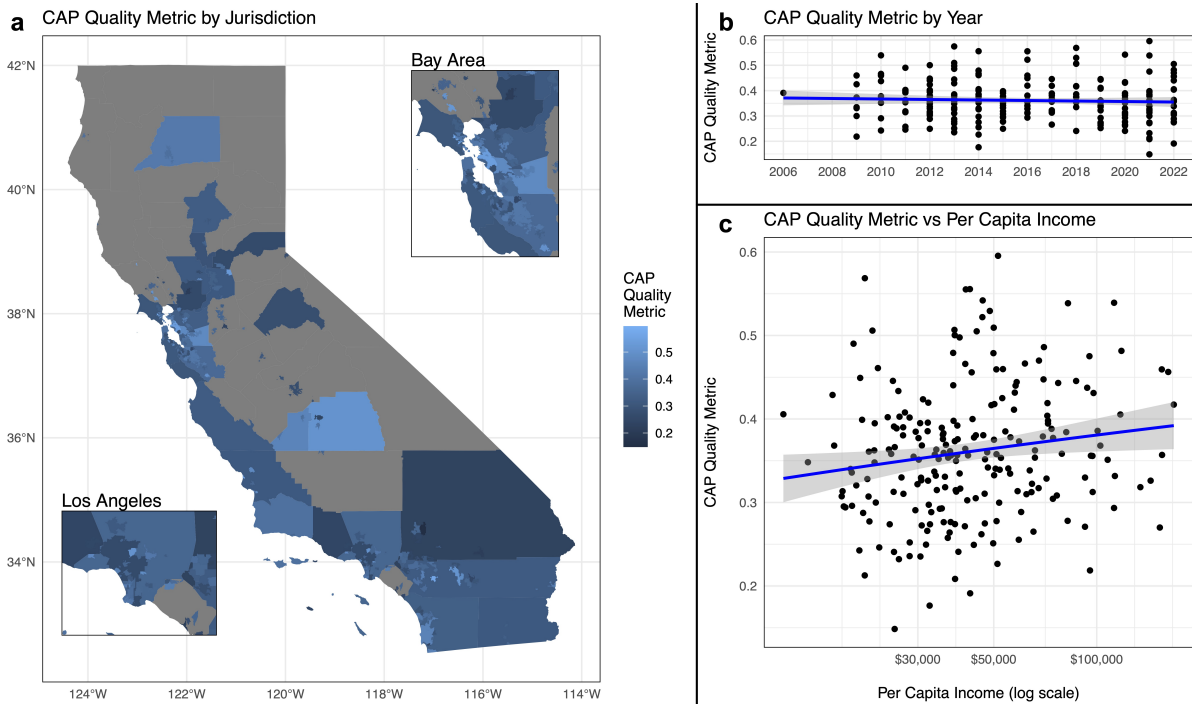 a
CAP Quality Metric by Jurisdiction
42°N
40°N
38°N
36°N
34°N
124°W
122°W
120°W
118°W
116°W
114°W
Bay Area
Los Angeles
CAP
Quality
Metric
0.5
0.4
0.3
0.2
b
CAP Quality Metric by Year
CAP Quality Metric
0.6
0.5
0.4
0.3
0.2
2006
2008
2010
2012
2014
2016
2018
2020
2022
c
CAP Quality Metric vs Per Capita Income
CAP Quality Metric
0.6
0.5
0.4
0.3
0.2
$30,000
$50,000
$100,000
Per Capita Income (log scale)